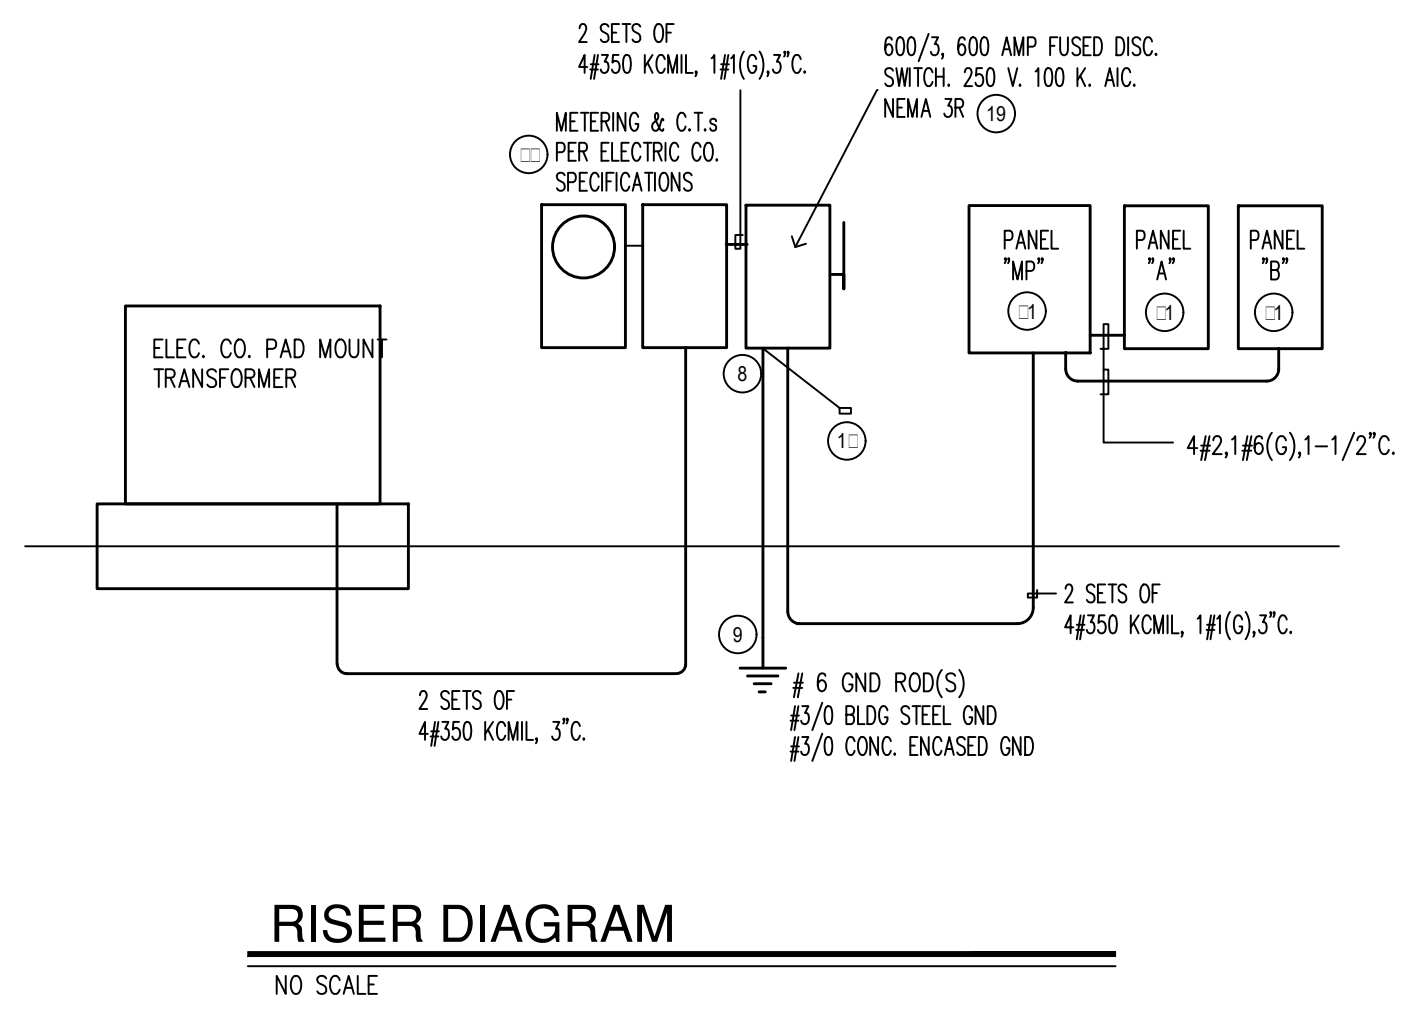 2 SETS OF
4#350 KCMIL, 1#1(G),3"C.
600/3, 600 AMP FUSED DISC.
SWITCH. 250 V. 100 K. AIC.
NEMA 3R
19
METERING & C.T.s
PER ELECTRIC CO.
SPECIFICATIONS
□□
PANEL
"MP"
□1
PANEL
"A"
□1
PANEL
"B"
□1
ELEC. CO. PAD MOUNT
TRANSFORMER
8
1□
4#2,1#6(G),1-1/2"C.
2 SETS OF
4#350 KCMIL, 1#1(G),3"C.
9
# 6 GND ROD(S)
#3/0 BLDG STEEL GND
#3/0 CONC. ENCASED GND
2 SETS OF
4#350 KCMIL, 3"C.
RISER DIAGRAM
NO SCALE